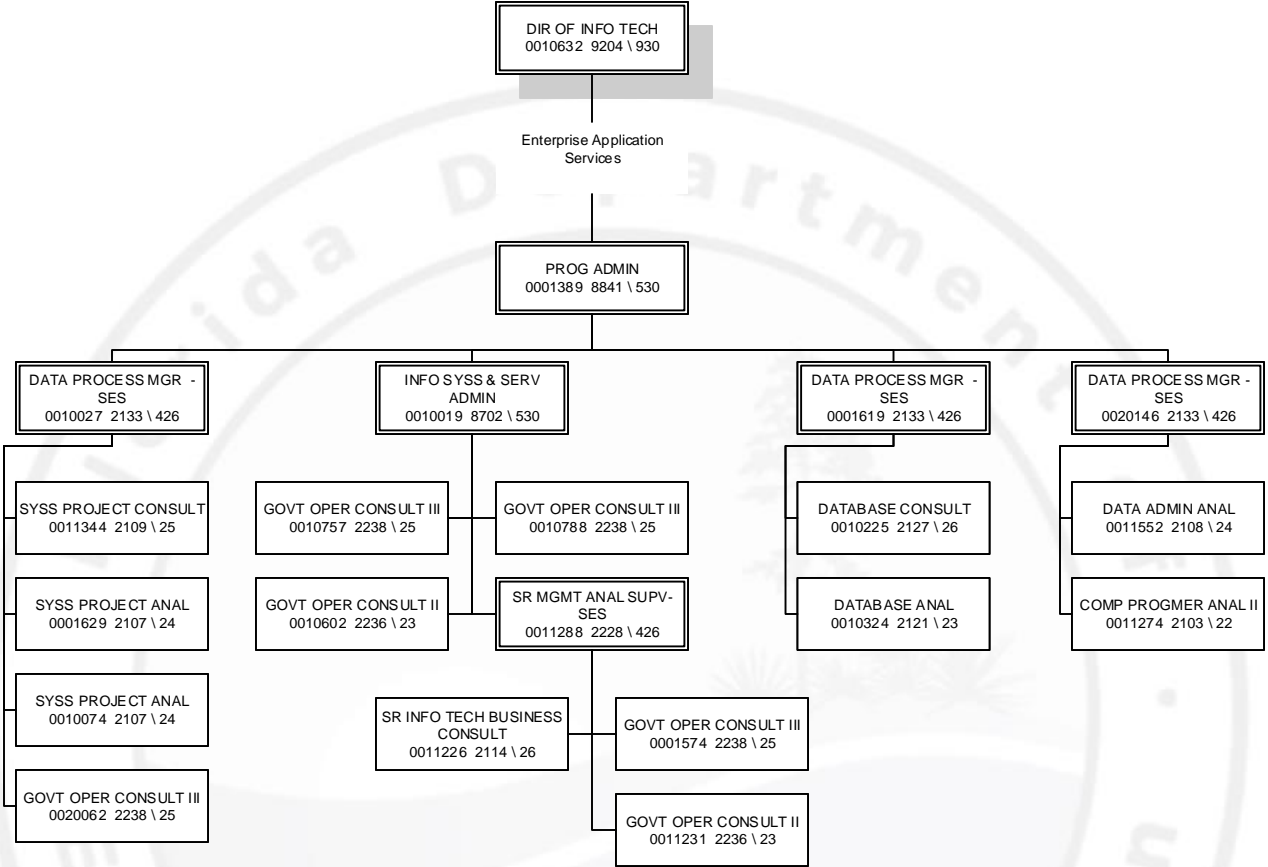 DIR OF INFO TECH
0010632 9204 \ 930
Enterprise Application
Services
PROG ADMIN
0001389 8841 \ 530
DATA PROCESS MGR -
SES
0010027 2133 \ 426
INFO SYSS & SERV
ADMIN
0010019 8702 \ 530
DATA PROCESS MGR -
SES
0001619 2133 \ 426
DATA PROCESS MGR -
SES
0020146 2133 \ 426
SYSS PROJECT CONSULT
0011344 2109 \ 25
GOVT OPER CONSULT III
0010757 2238 \ 25
GOVT OPER CONSULT III
0010788 2238 \ 25
DATABASE CONSULT
0010225 2127 \ 26
DATA ADMIN ANAL
0011552 2108 \ 24
SYSS PROJECT ANAL
0001629 2107 \ 24
GOVT OPER CONSULT II
0010602 2236 \ 23
SR MGMT ANAL SUPV-
SES
0011288 2228 \ 426
DATABASE ANAL
0010324 2121 \ 23
COMP PROGMER ANAL II
0011274 2103 \ 22
SYSS PROJECT ANAL
0010074 2107 \ 24
SR INFO TECH BUSINESS
CONSULT
0011226 2114 \ 26
GOVT OPER CONSULT III
0001574 2238 \ 25
GOVT OPER CONSULT III
0020062 2238 \ 25
GOVT OPER CONSULT II
0011231 2236 \ 23